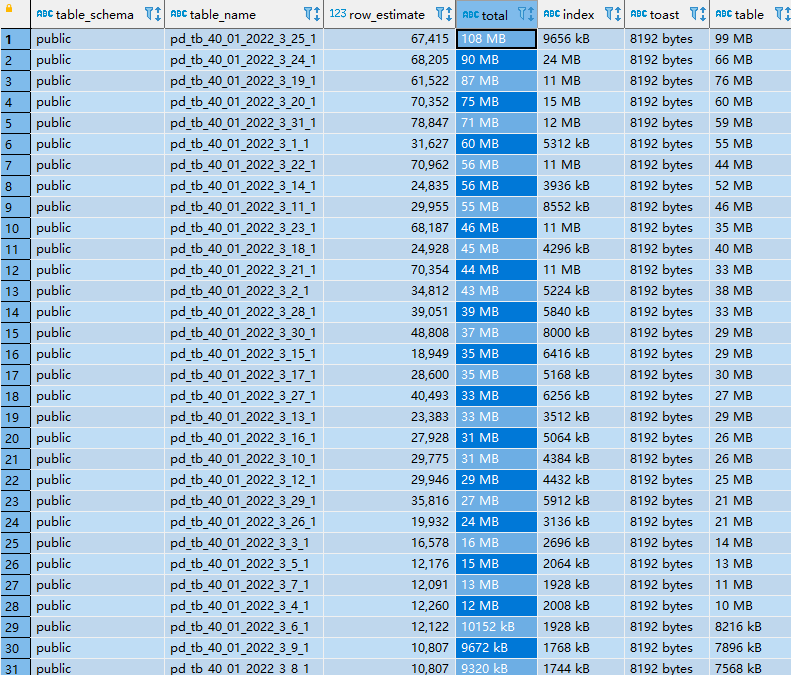 ABC table_schema ABC table_name 123 row_estimate ABC total ABC index ABC toast ABC table
1 public pd_tb_40_01_2022_3_25_1 67,415 108 MB 9656 kB 8192 bytes 99 MB
2 public pd_tb_40_01_2022_3_24_1 68,205 90 MB 24 MB 8192 bytes 66 MB
3 public pd_tb_40_01_2022_3_19_1 61,522 87 MB 11 MB 8192 bytes 76 MB
4 public pd_tb_40_01_2022_3_20_1 70,352 75 MB 15 MB 8192 bytes 60 MB
5 public pd_tb_40_01_2022_3_31_1 78,847 71 MB 12 MB 8192 bytes 59 MB
6 public pd_tb_40_01_2022_3_1_1 31,627 60 MB 5312 kB 8192 bytes 55 MB
7 public pd_tb_40_01_2022_3_22_1 70,962 56 MB 11 MB 8192 bytes 44 MB
8 public pd_tb_40_01_2022_3_14_1 24,835 56 MB 3936 kB 8192 bytes 52 MB
9 public pd_tb_40_01_2022_3_11_1 29,955 55 MB 8552 kB 8192 bytes 46 MB
10 public pd_tb_40_01_2022_3_23_1 68,187 46 MB 11 MB 8192 bytes 35 MB
11 public pd_tb_40_01_2022_3_18_1 24,928 45 MB 4296 kB 8192 bytes 40 MB
12 public pd_tb_40_01_2022_3_21_1 70,354 44 MB 11 MB 8192 bytes 33 MB
13 public pd_tb_40_01_2022_3_2_1 34,812 43 MB 5224 kB 8192 bytes 38 MB
14 public pd_tb_40_01_2022_3_28_1 39,051 39 MB 5840 kB 8192 bytes 33 MB
15 public pd_tb_40_01_2022_3_30_1 48,808 37 MB 8000 kB 8192 bytes 29 MB
16 public pd_tb_40_01_2022_3_15_1 18,949 35 MB 6416 kB 8192 bytes 29 MB
17 public pd_tb_40_01_2022_3_17_1 28,600 35 MB 5168 kB 8192 bytes 30 MB
18 public pd_tb_40_01_2022_3_27_1 40,493 33 MB 6256 kB 8192 bytes 27 MB
19 public pd_tb_40_01_2022_3_13_1 23,383 33 MB 3512 kB 8192 bytes 29 MB
20 public pd_tb_40_01_2022_3_16_1 27,928 31 MB 5064 kB 8192 bytes 26 MB
21 public pd_tb_40_01_2022_3_10_1 29,775 31 MB 4384 kB 8192 bytes 26 MB
22 public pd_tb_40_01_2022_3_12_1 29,946 29 MB 4432 kB 8192 bytes 25 MB
23 public pd_tb_40_01_2022_3_29_1 35,816 27 MB 5912 kB 8192 bytes 21 MB
24 public pd_tb_40_01_2022_3_26_1 19,932 24 MB 3136 kB 8192 bytes 21 MB
25 public pd_tb_40_01_2022_3_3_1 16,578 16 MB 2696 kB 8192 bytes 14 MB
26 public pd_tb_40_01_2022_3_5_1 12,176 15 MB 2064 kB 8192 bytes 13 MB
27 public pd_tb_40_01_2022_3_7_1 12,091 13 MB 1928 kB 8192 bytes 11 MB
28 public pd_tb_40_01_2022_3_4_1 12,260 12 MB 2008 kB 8192 bytes 10 MB
29 public pd_tb_40_01_2022_3_6_1 12,122 10152 kB 1928 kB 8192 bytes 8216 kB
30 public pd_tb_40_01_2022_3_9_1 10,807 9672 kB 1768 kB 8192 bytes 7896 kB
31 public pd_tb_40_01_2022_3_8_1 10,807 9320 kB 1744 kB 8192 bytes 7568 kB